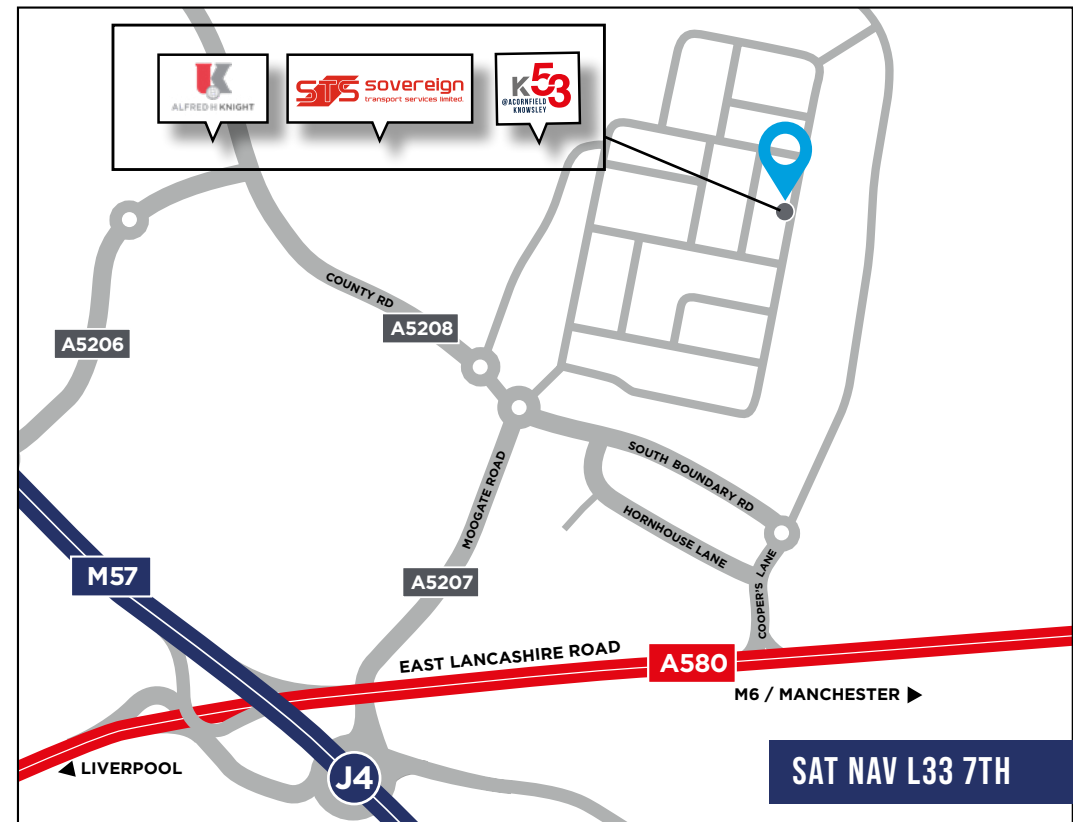 ALFRED H KNIGHT
STS sovereign
transport services limited.
K53
@ACORNFIELD
KNOWSLEY
COUNTY RD
A5208
A5206
MOOGATE ROAD
SOUTH BOUNDARY RD
HORNHOUSE LANE
COOPER'S LANE
M57
A5207
EAST LANCASHIRE ROAD
A580
M6 / MANCHESTER ▶
◀ LIVERPOOL
J4
SAT NAV L33 7TH